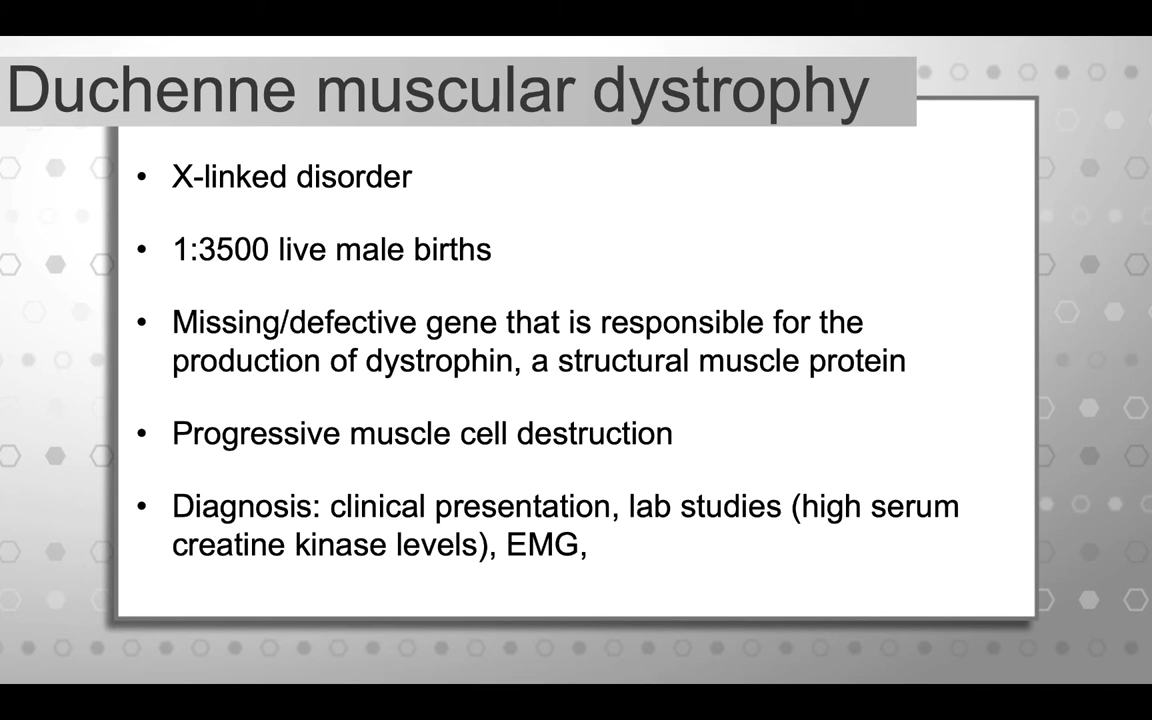 Duchenne muscular dystrophy
• X-linked disorder
• 1:3500 live male births
• Missing/defective gene that is responsible for the
production of dystrophin, a structural muscle protein
• Progressive muscle cell destruction
• Diagnosis: clinical presentation, lab studies (high serum
creatine kinase levels), EMG,